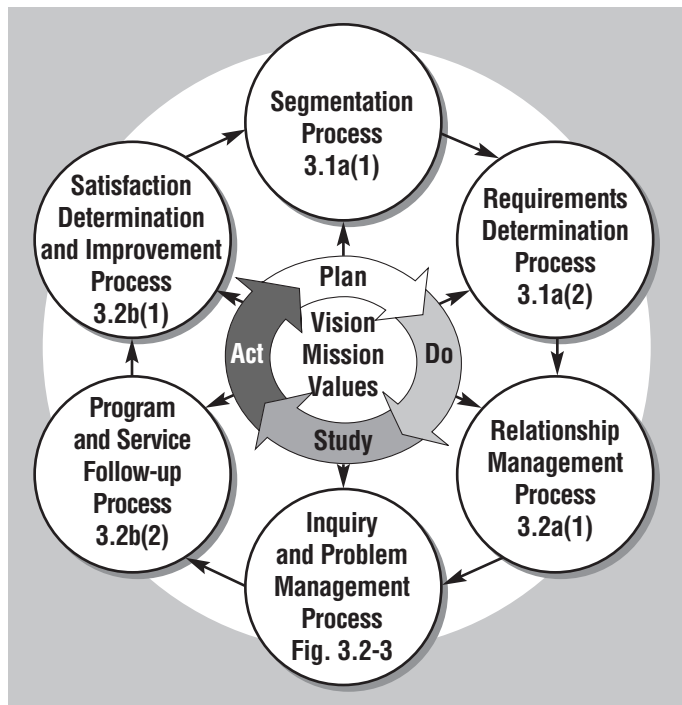 Segmentation
Process
3.1a(1)
Requirements
Determination
Process
3.1a(2)
Relationship
Management
Process
3.2a(1)
Inquiry
and Problem
Management
Process
Fig. 3.2-3
Program
and Service
Follow-up
Process
3.2b(2)
Satisfaction
Determination
and Improvement
Process
3.2b(1)
Plan
Do
Study
Act
Vision
Mission
Values